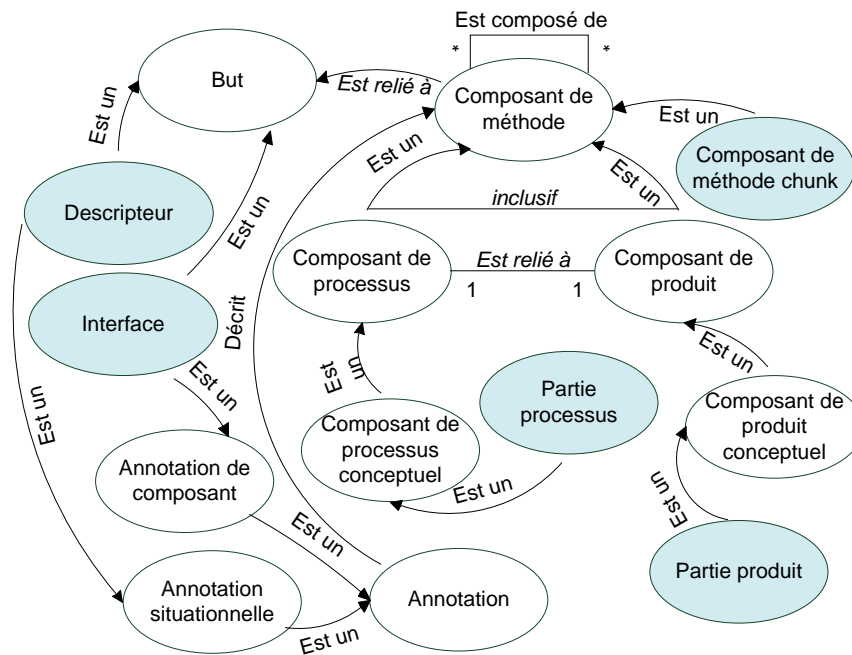 Est composé de
*
*
But
Est relié à
Composant de
méthode
Est un
Est un
Composant de
méthode chunk
Est un
Est un
Descripteur
inclusif
Est un
Composant de
processus
Est relié à
1
1
Composant de
produit
Interface
Décrit
Est un
Est un
Est un
Est un
Partie
processus
Composant de
produit
conceptuel
Annotation de
composant
Composant de
processus
conceptuel
Est un
Est un
Est un
Annotation
situationnelle
Annotation
Partie produit
Est un